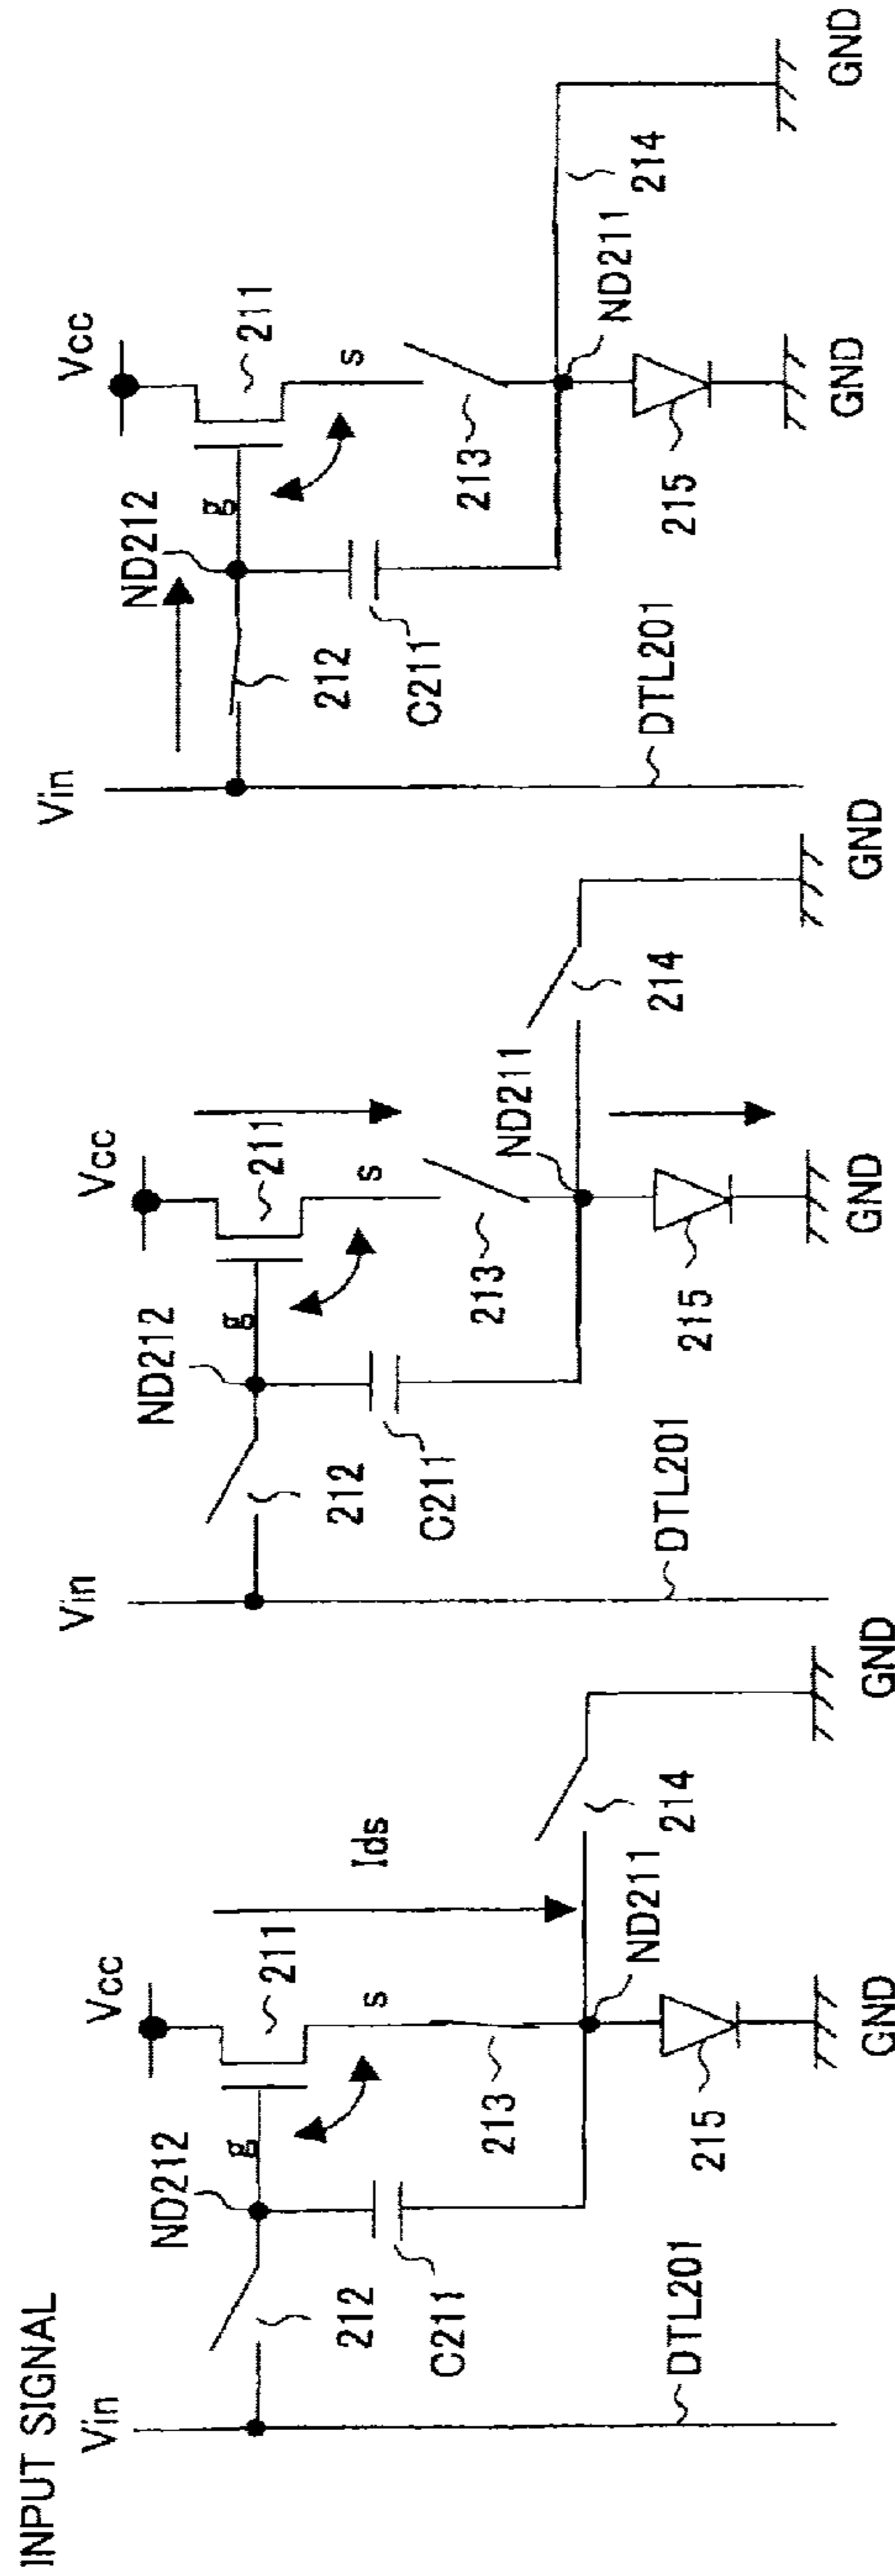 INPUT SIGNAL
Vin
Vcc
ND212
211
g
s
Ids
212
C211
213
ND211
214
DTL201
215
GND
GND
Vin
Vcc
ND212
211
g
s
212
C211
213
ND211
214
DTL201
215
GND
GND
Vin
Vcc
ND212
211
g
s
212
C211
213
ND211
214
DTL201
215
GND
GND